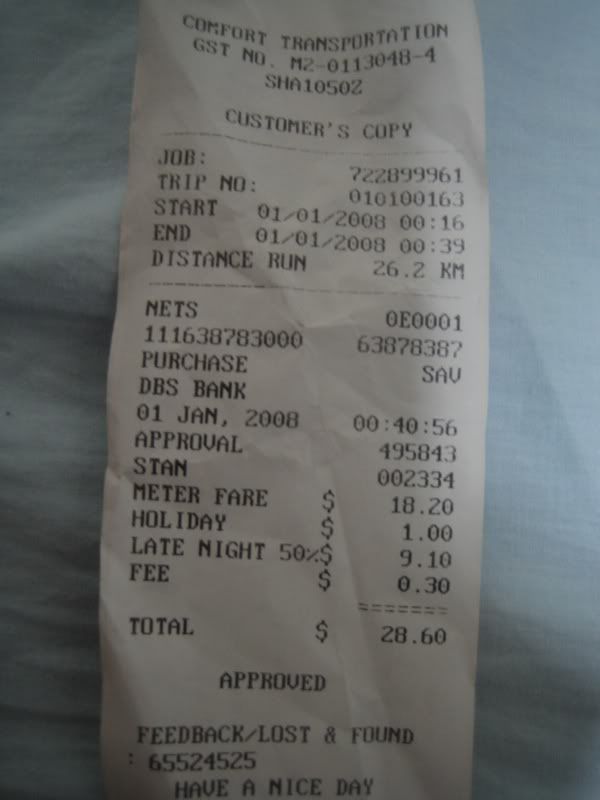 COMFORT TRANSPORTATION
GST NO. M2-0113048-4
SHA1050Z
CUSTOMER'S COPY
JOB: 722899961
TRIP NO: 010100163
START 01/01/2008 00:16
END 01/01/2008 00:39
DISTANCE RUN 26.2 KM
NETS 0E0001
111638783000 63878387
PURCHASE SAV
DBS BANK
01 JAN, 2008 00:40:56
APPROVAL 495843
STAN 002334
METER FARE $ 18.20
HOLIDAY $ 1.00
LATE NIGHT 50%$ 9.10
FEE $ 0.30
=======
TOTAL $ 28.60
APPROVED
FEEDBACK/LOST & FOUND
: 65524525
HAVE A NICE DAY